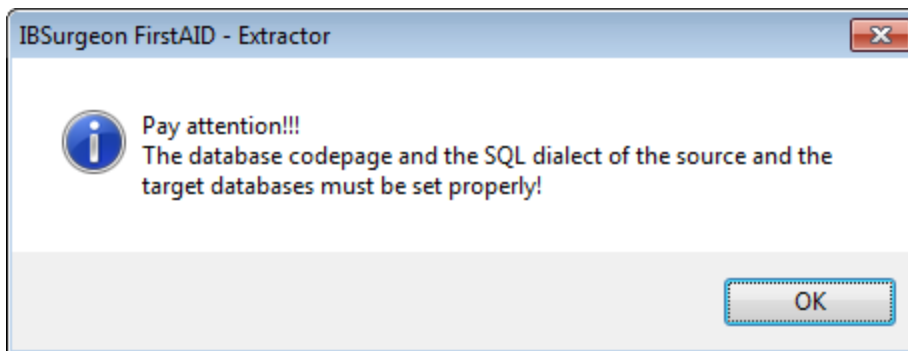 IBSurgeon FirstAID - Extractor
Pay attention!!!
The database codepage and the SQL dialect of the source and the
target databases must be set properly!
OK